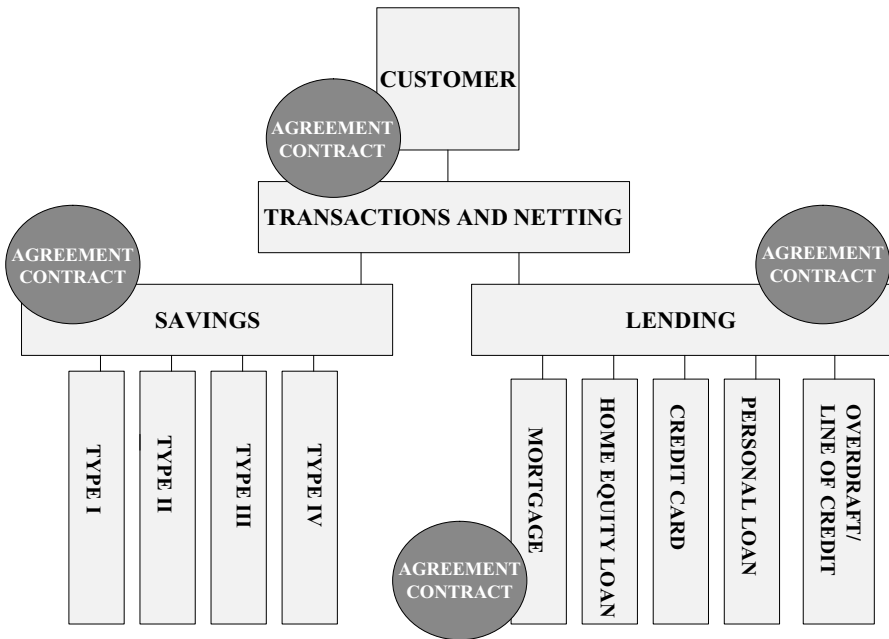 CUSTOMER
AGREEMENT
CONTRACT
TRANSACTIONS AND NETTING
AGREEMENT
CONTRACT
AGREEMENT
CONTRACT
SAVINGS
LENDING
TYPE I
TYPE II
TYPE III
TYPE IV
MORTGAGE
HOME EQUITY LOAN
CREDIT CARD
PERSONAL LOAN
OVERDRAFT/
LINE OF CREDIT
AGREEMENT
CONTRACT